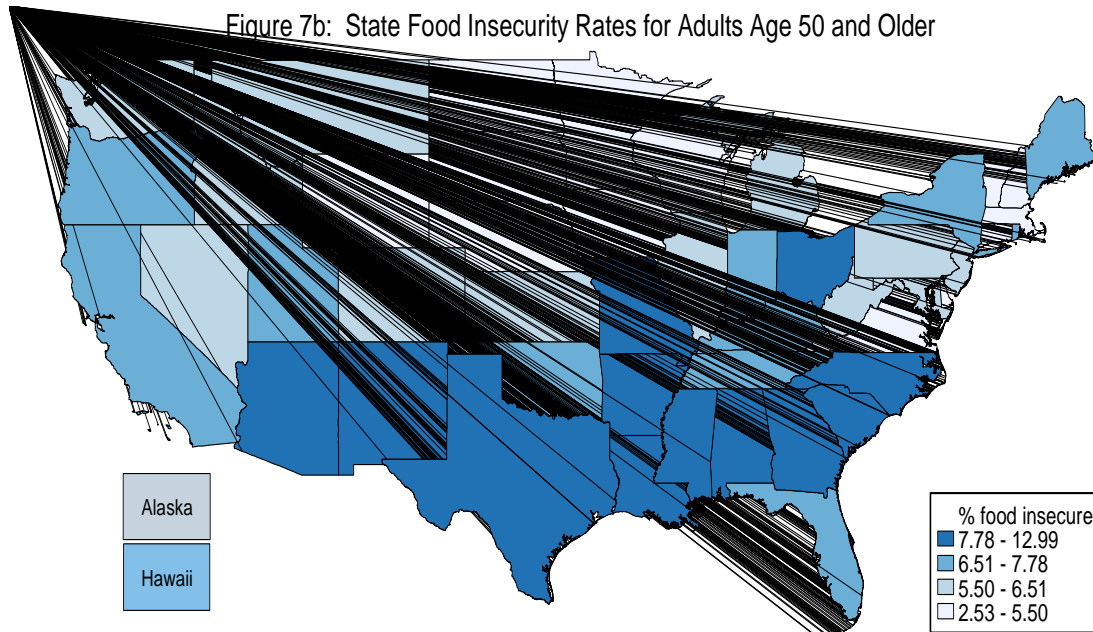 Figure 7b:  State Food Insecurity Rates for Adults Age 50 and Older
Alaska
Hawaii
% food insecure
7.78 - 12.99
6.51 - 7.78
5.50 - 6.51
2.53 - 5.50